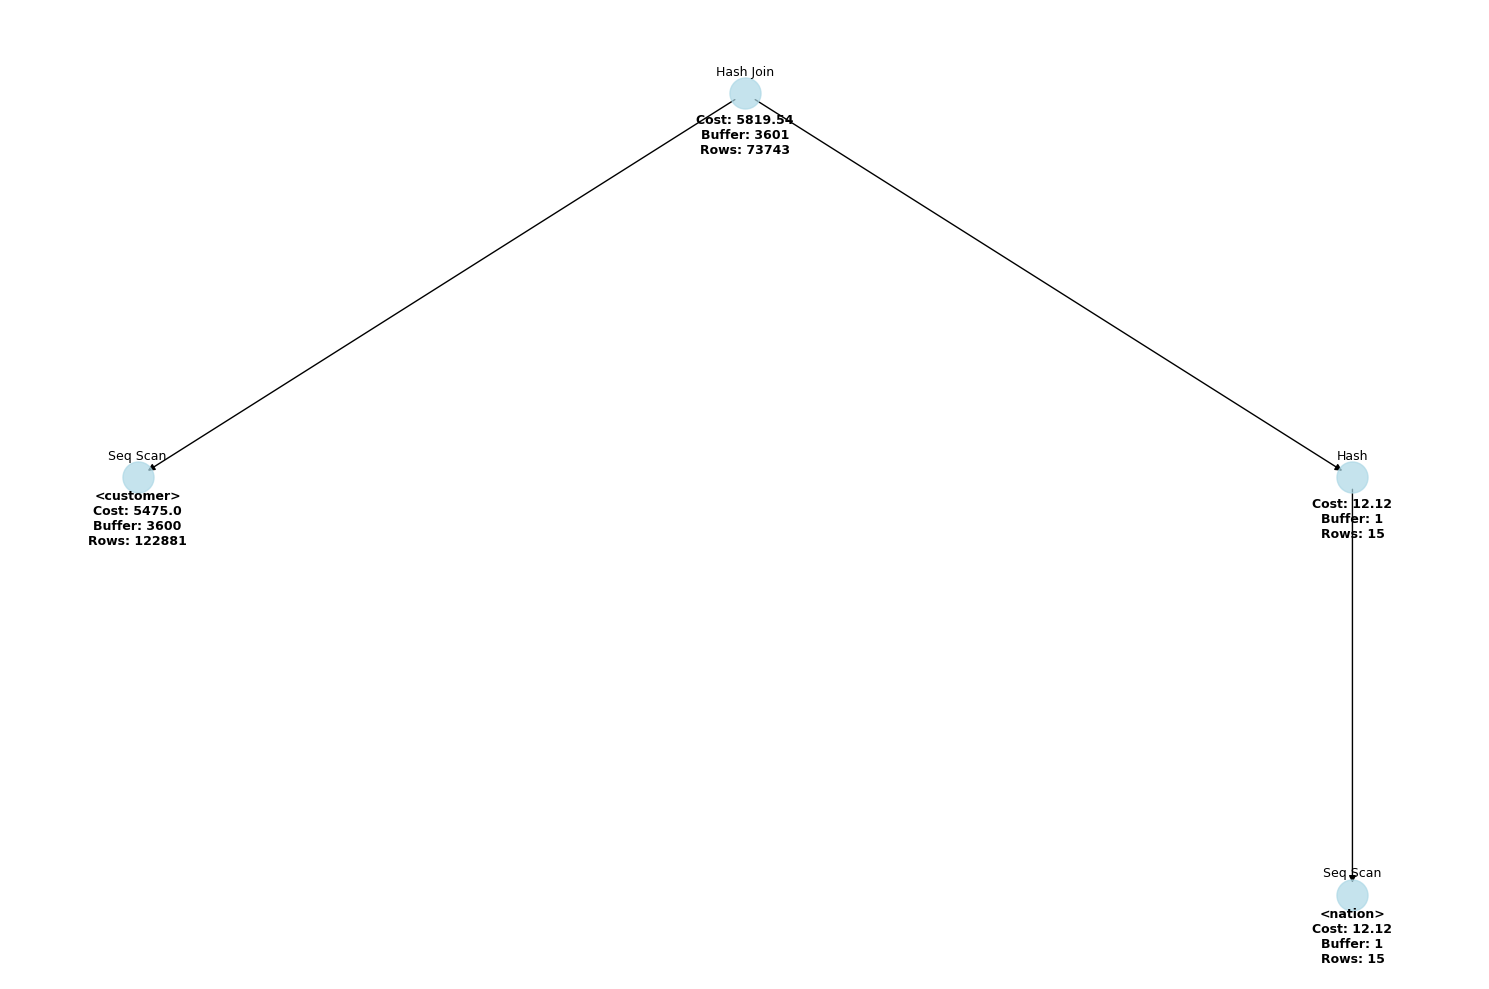 Hash Join
Cost: 5819.54
Buffer: 3601
Rows: 73743
Seq Scan
<customer>
Cost: 5475.0
Buffer: 3600
Rows: 122881
Hash
Cost: 12.12
Buffer: 1
Rows: 15
Seq Scan
<nation>
Cost: 12.12
Buffer: 1
Rows: 15